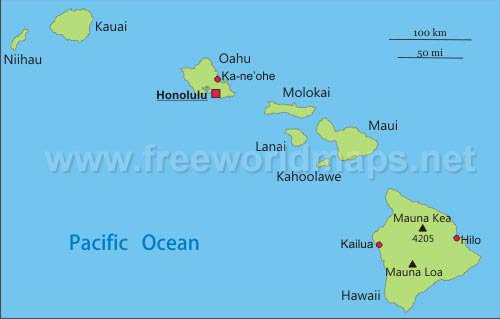 Kauai
Niihau
100 km
50 mi
Oahu
Ka-ne'ohe
Honolulu
Molokai
Maui
Lanai
www.freeworldmaps.net
Kahoolawe
Mauna Kea
4205
Pacific Ocean
Kailua
Hilo
Mauna Loa
Hawaii